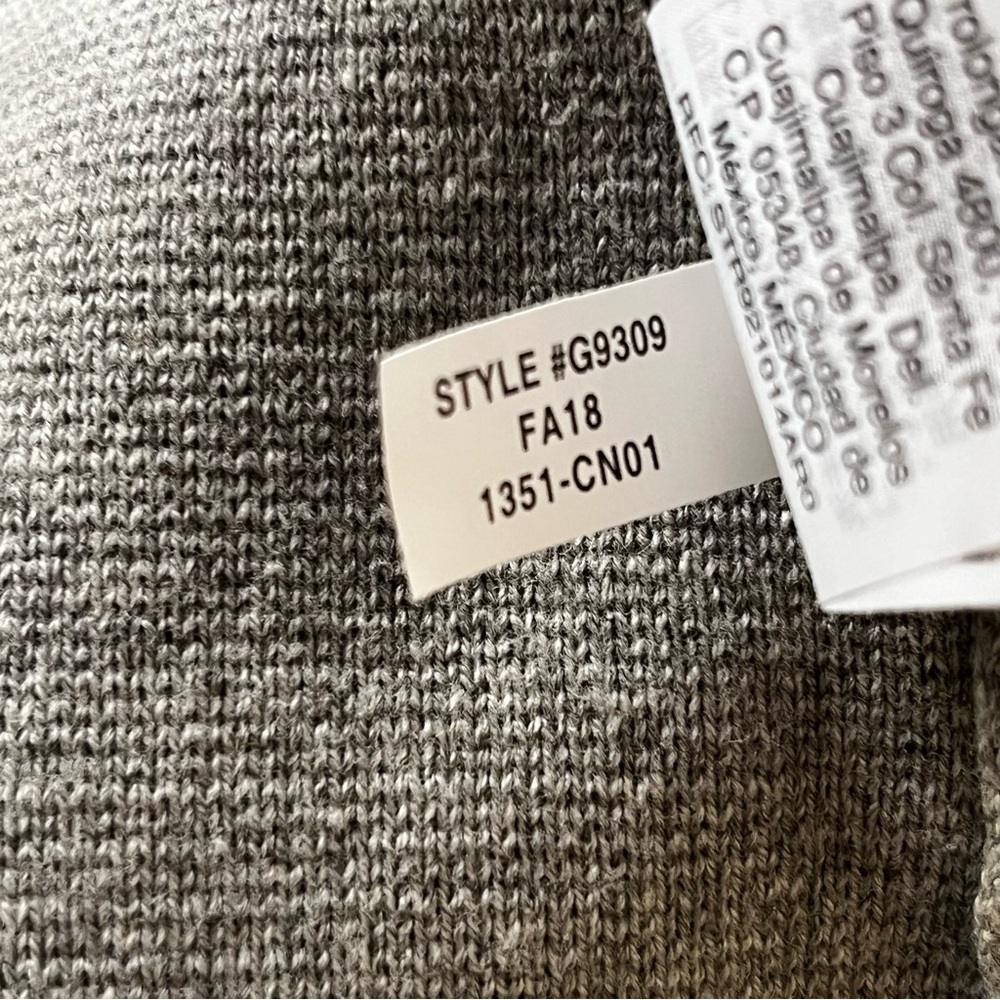 STYLE #G9309
FA18
1351-CN01
Quiroga 4800,
Piso 3 Col. Santa Fe
Cuajimalpa, Del.
Cuajimalpa de Morelos
C.P. 05348, Ciudad de
México, MÉXICO